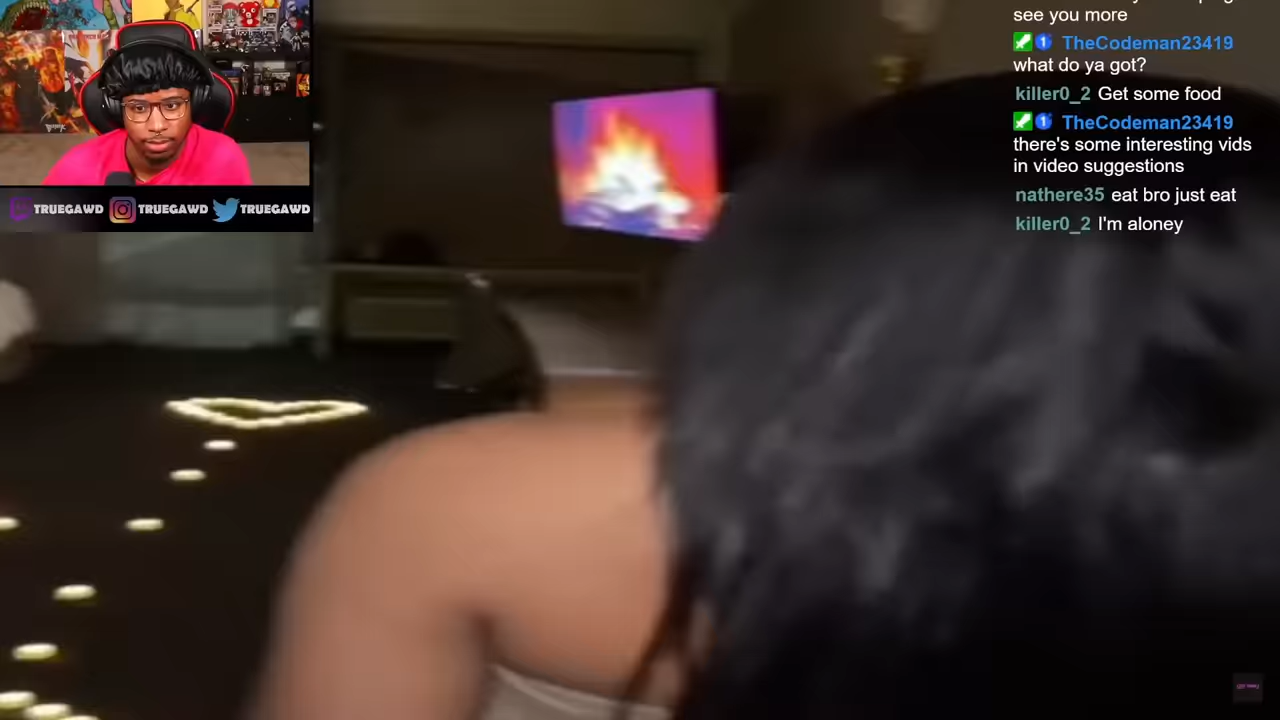 see you more
TheCodeman23419
what do ya got?
killer0_2 Get some food
TheCodeman23419
there's some interesting vids
in video suggestions
nathere35 eat bro just eat
killer0_2 I'm aloney
TRUEGAWD TRUEGAWD TRUEGAWD